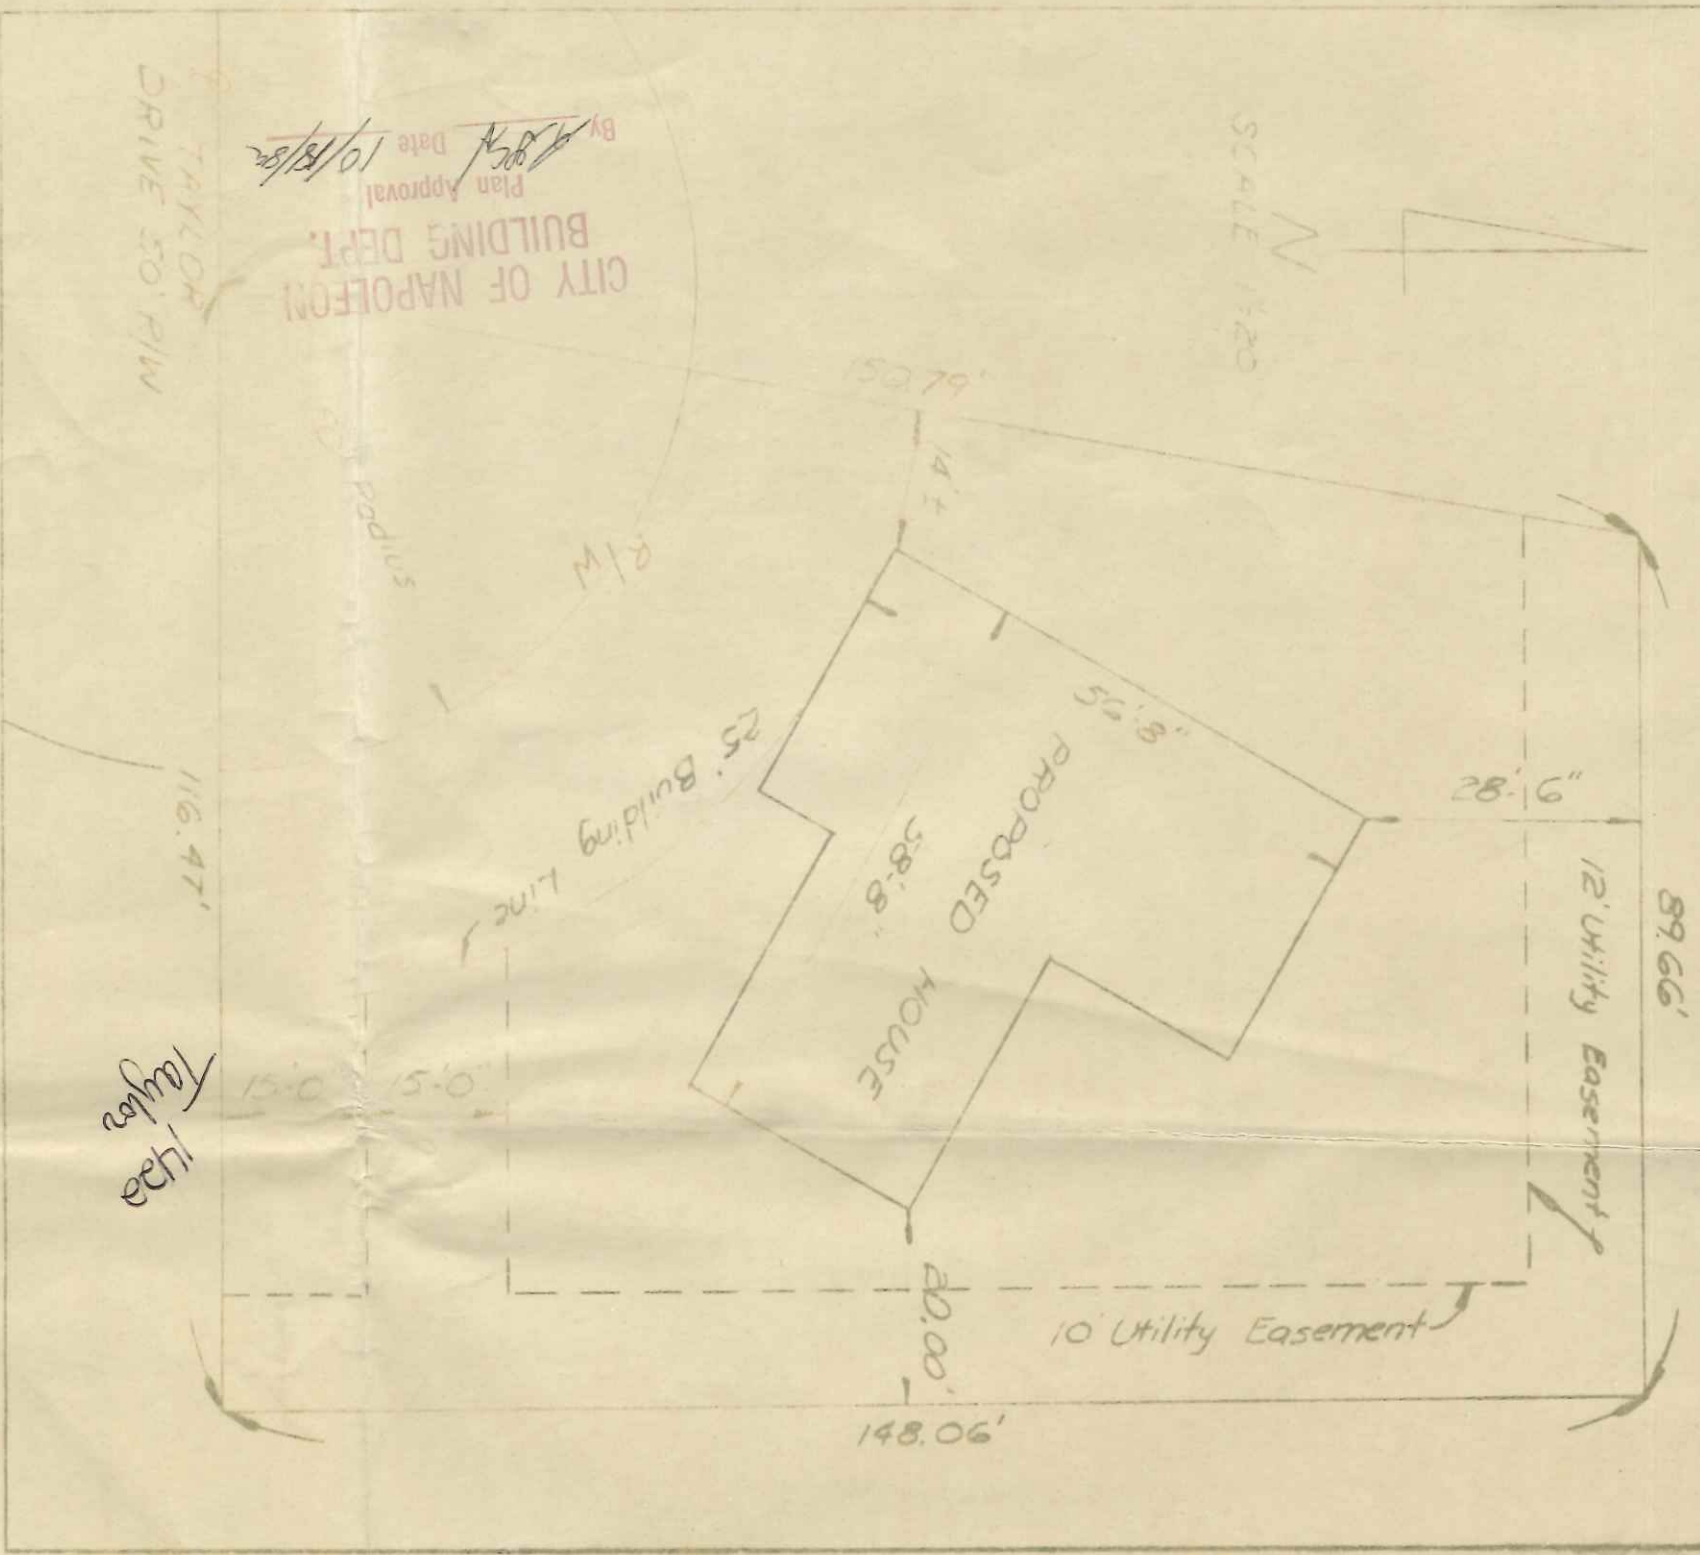 TAYLOR
DRIVE 50' R/W
CITY OF NAPOLEON
BUILDING DEPT.
Plan Approval
By
Date 10/18/82
SCALE 1"=20'
N
150.79'
14'±
R/W
radius
25' Building Line
56'-8"
PROPOSED
HOUSE
58'-8"
28'-6"
12' Utility Easement
89.66'
116.47'
15'-0"
15'-0"
Taylor
1422
20.00'
10' Utility Easement
148.06'